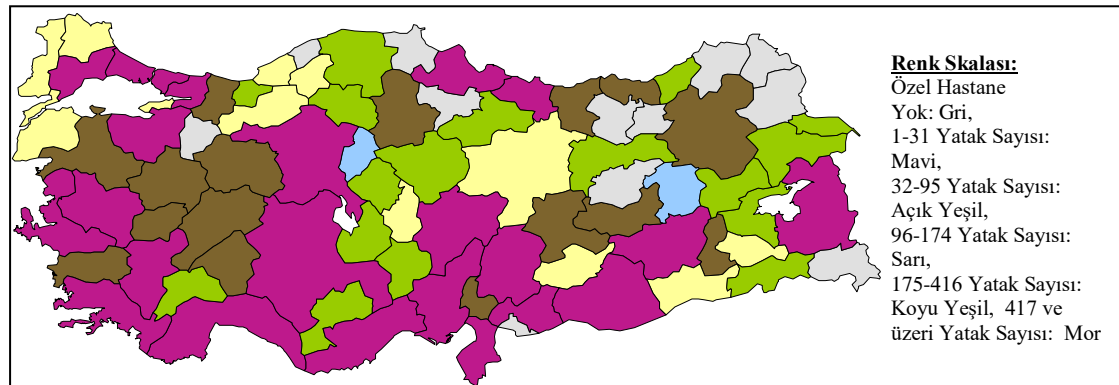 Renk Skalası:
Özel Hastane
Yok: Gri,
1-31 Yatak Sayısı:
Mavi,
32-95 Yatak Sayısı:
Açık Yeşil,
96-174 Yatak Sayısı:
Sarı,
175-416 Yatak Sayısı:
Koyu Yeşil,  417 ve
üzeri Yatak Sayısı:  Mor